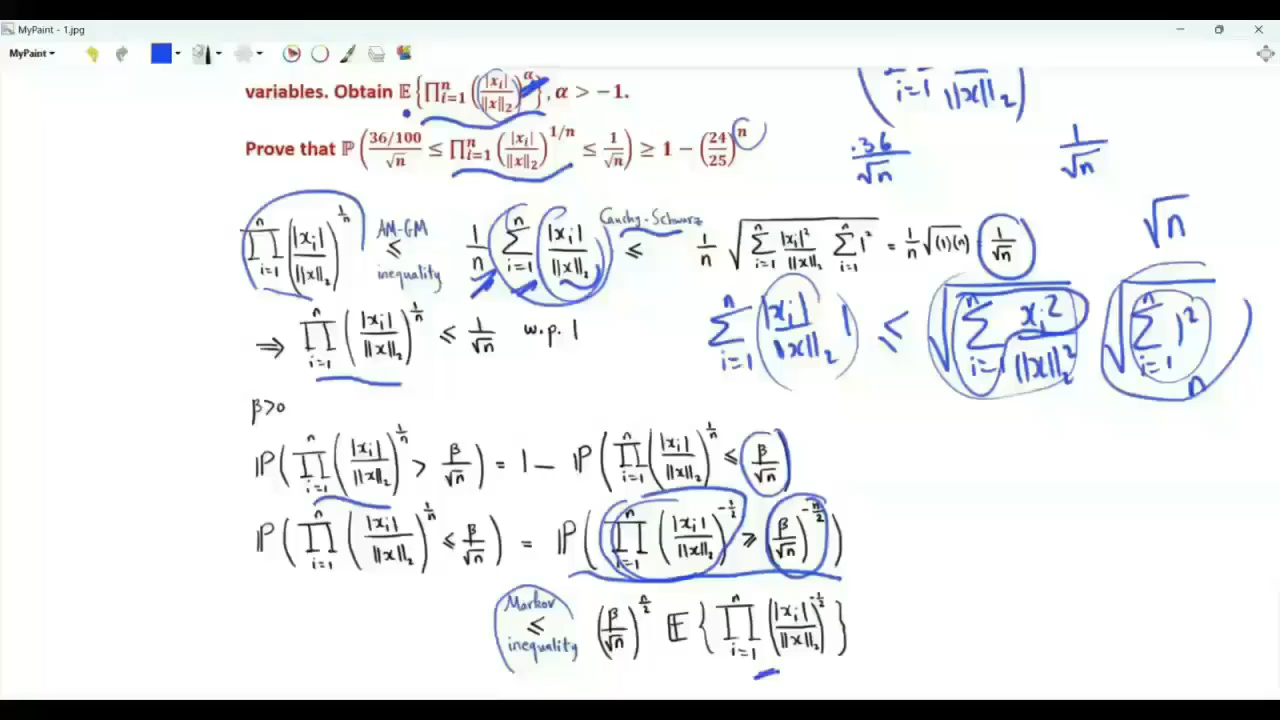 MyPaint - 1.jpg
MyPaint
variables. Obtain 𝔼{∏ⁿᵢ₌₁(|xᵢ|/‖x‖₂)^α}, α > −1.
Prove that ℙ((36/100)/√n ≤ ∏ⁿᵢ₌₁(|xᵢ|/‖x‖₂)^{1/n} ≤ 1/√n) ≥ 1 − (24/25)ⁿ
i=1 ‖x‖₂
.36/√n 1/√n
∏ⁿᵢ₌₁(|xᵢ|/‖x‖₂)^{1/n} AM-GM ≤ inequality 1/n ∑ⁿᵢ₌₁ |xᵢ|/‖x‖₂ Cauchy-Schwarz ≤ 1/n √(∑ⁿᵢ₌₁ |xᵢ|²/‖x‖₂² ∑ⁿᵢ₌₁ 1²) = 1/n √(1)(n) = 1/√n
√n
⇒ ∏ⁿᵢ₌₁(|xᵢ|/‖x‖₂)^{1/n} ≤ 1/√n w.p. 1
∑ⁿᵢ₌₁ |xᵢ|/‖x‖₂ 1 ≤ √(∑ⁿᵢ₌₁ xᵢ²/‖x‖₂²) √(∑ⁿᵢ₌₁ 1²) n
β>0
ℙ(∏ⁿᵢ₌₁(|xᵢ|/‖x‖₂)^{1/n} > β/√n) = 1 − ℙ(∏ⁿᵢ₌₁(|xᵢ|/‖x‖₂)^{1/n} ≤ β/√n)
ℙ(∏ⁿᵢ₌₁(|xᵢ|/‖x‖₂)^{1/n} ≤ β/√n) = ℙ(∏ⁿᵢ₌₁(|xᵢ|/‖x‖₂)^{-1/2} ≥ (β/√n)^{-n/2})
Markov ≤ inequality (β/√n)^{n/2} 𝔼{∏ⁿᵢ₌₁(|xᵢ|/‖x‖₂)^{-1/2}}